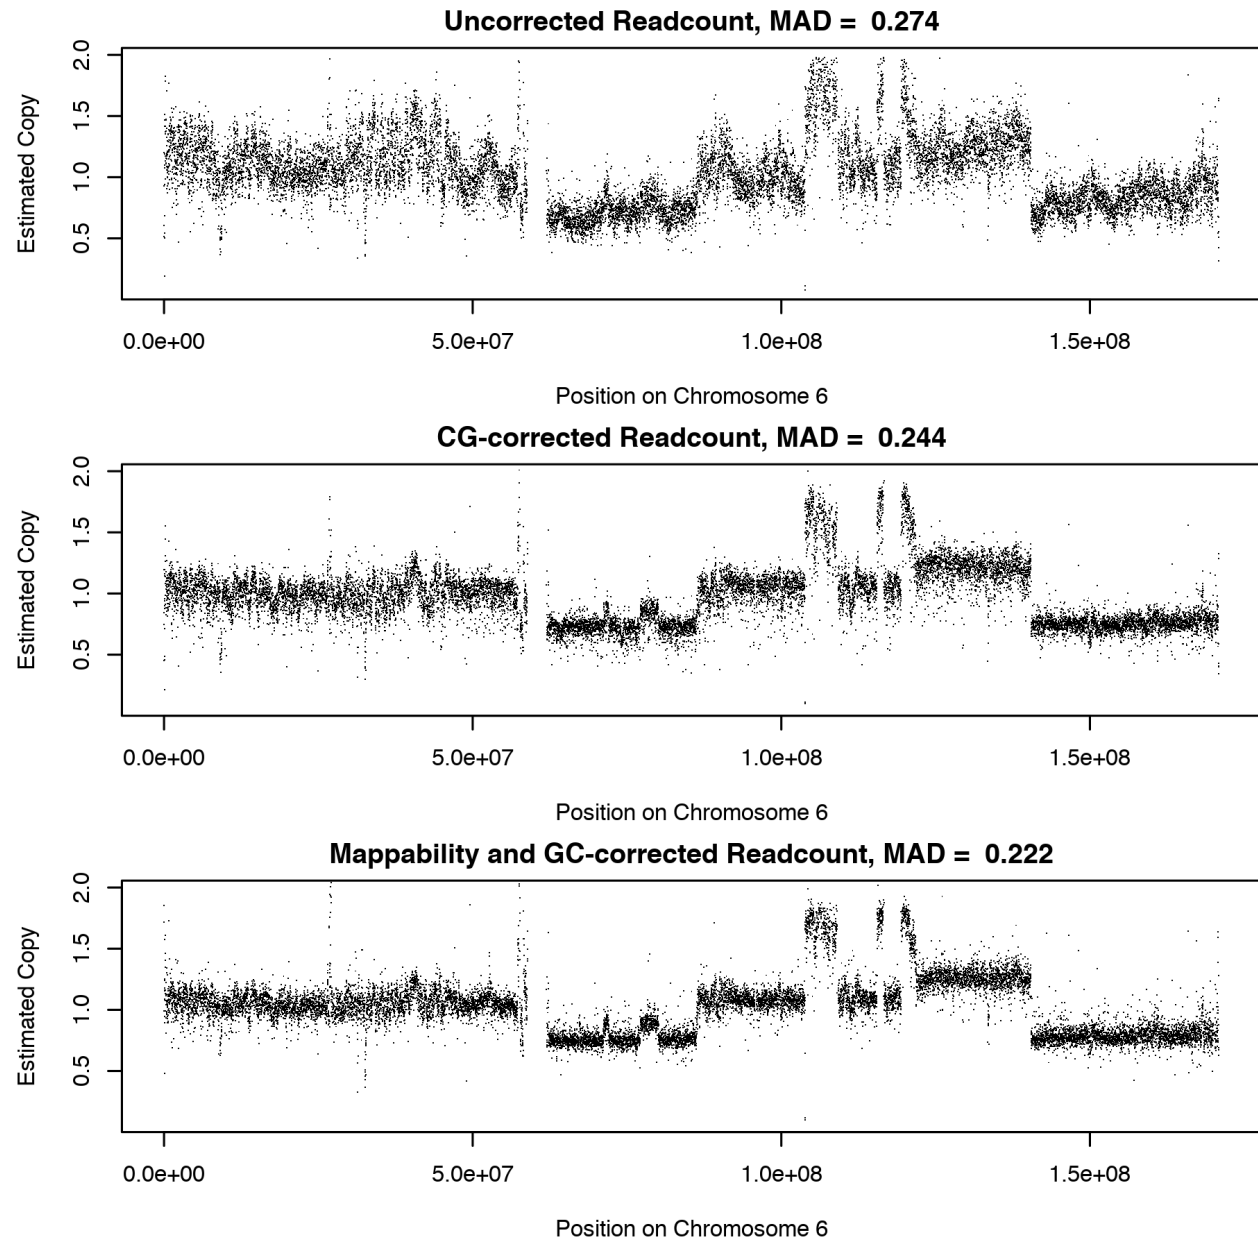 Uncorrected Readcount, MAD =  0.274
Estimated Copy
2.0
1.5
1.0
0.5
0.0e+00 5.0e+07 1.0e+08 1.5e+08
Position on Chromosome 6
CG-corrected Readcount, MAD =  0.244
Estimated Copy
2.0
1.5
1.0
0.5
0.0e+00 5.0e+07 1.0e+08 1.5e+08
Position on Chromosome 6
Mappability and GC-corrected Readcount, MAD =  0.222
Estimated Copy
2.0
1.5
1.0
0.5
0.0e+00 5.0e+07 1.0e+08 1.5e+08
Position on Chromosome 6